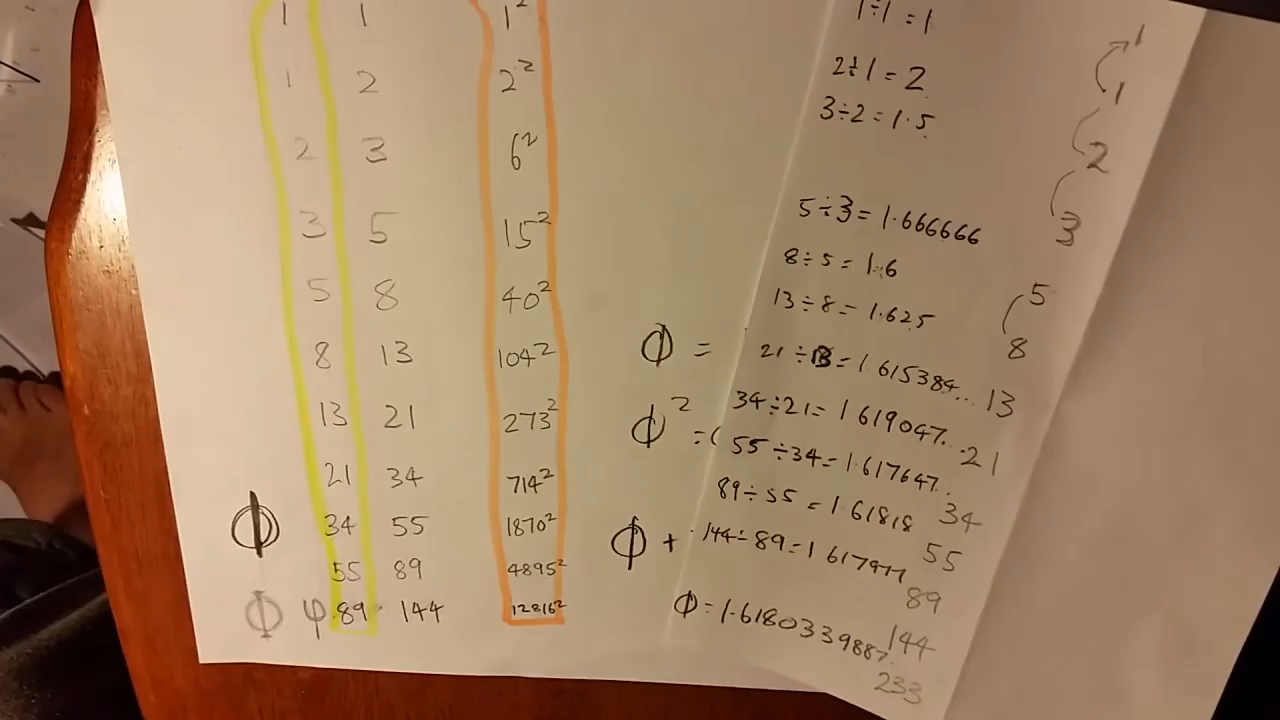 1 1 1²
1 2 2²
2 3 6²
3 5 15²
5 8 40²
8 13 104²
13 21 273²
21 34 714²
Φ 34 55 1870²
55 89 4895²
Φ φ 89 144 12816²
Φ =
Φ² = (
Φ +
1÷1=1
2÷1=2
3÷2=1.5
5÷3=1.666666
8÷5=1.6
13÷8=1.625
21÷13=1.615384...
34÷21=1 619047..
55÷34=1.617647..
89÷55=1.61818
144÷89=1 617977
Φ=1.6180339887.
1
1
2
3
5
8
13
21
34
55
89
144
233